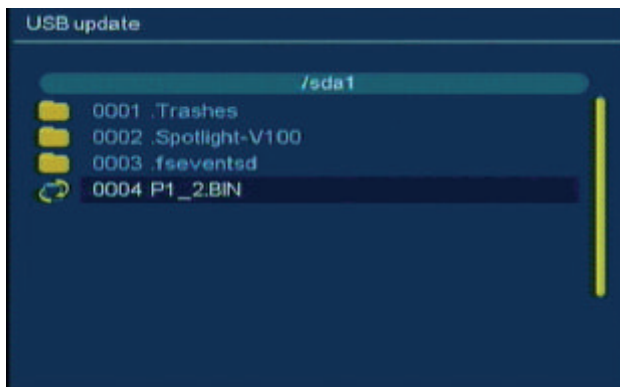 USB update
/sda1
0001 .Trashes
0002 .Spotlight-V100
0003 .fseventsd
0004 P1_2.BIN